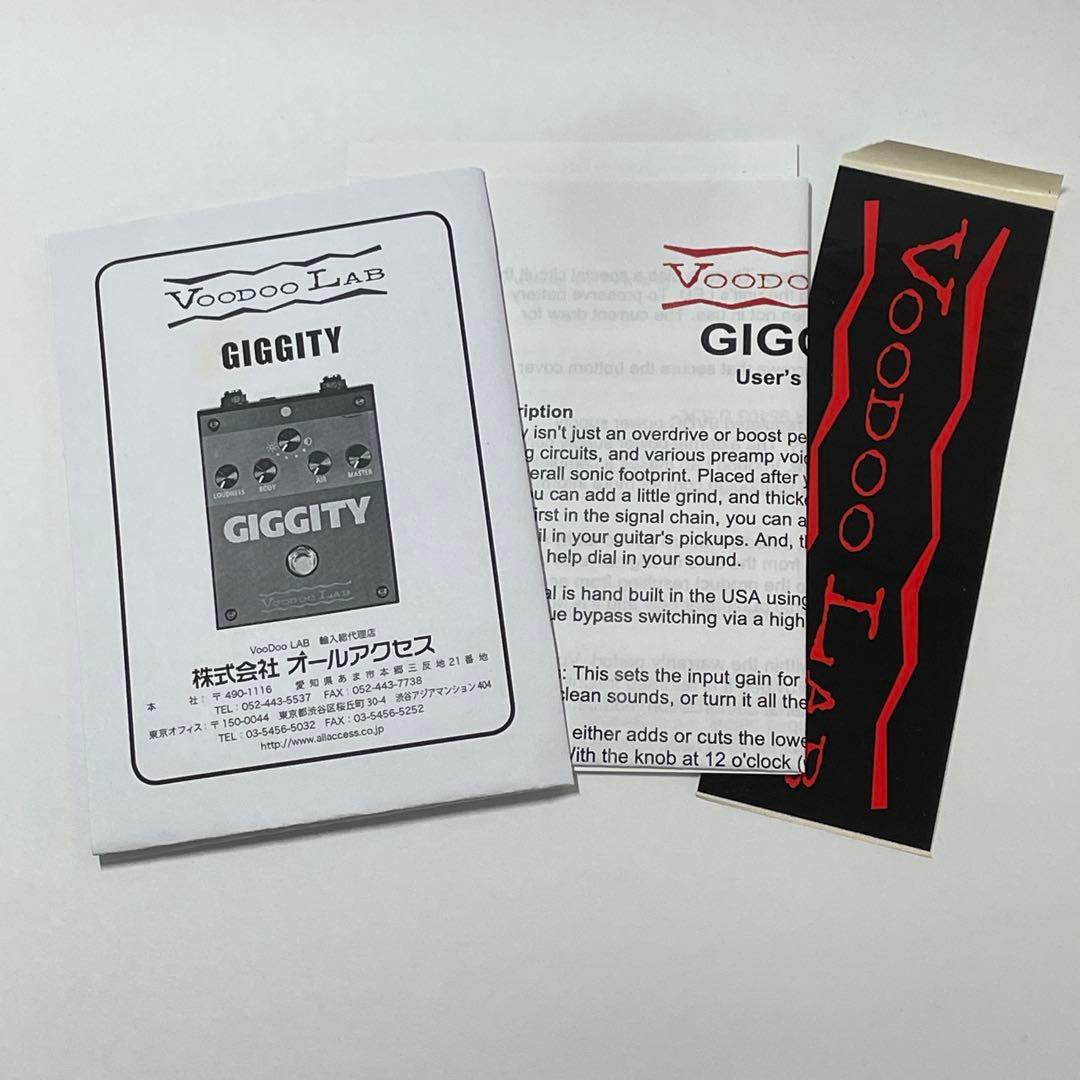 VOODOO LAB
GIGGITY
LOUDNESS BODY AIR MASTER
GIGGITY
VOODOO LAB
VooDoo LAB 輸入総代理店
株式会社 オールアクセス
本 社：〒490-1116 愛知県あま市本郷三反地21番地
TEL：052-443-5537 FAX：052-443-7738
東京オフィス：〒150-0044 東京都渋谷区桜丘町30-4 渋谷アジアマンション404
TEL：03-5456-5032 FAX：03-5456-5252
http://www.allaccess.co.jp
VOODOO
GIGG
User's
ription
isn't just an overdrive or boost pe
g circuits, and various preamp voi
erall sonic footprint. Placed after
u can add a little grind, and thick
irst in the signal chain, you can a
il in your guitar's pickups. And, t
help dial in your sound.
al is hand built in the USA using
ue bypass switching via a high
: This sets the input gain for
clean sounds, or turn it all the
either adds or cuts the lowe
With the knob at 12 o'clock (
VOODOO LAB